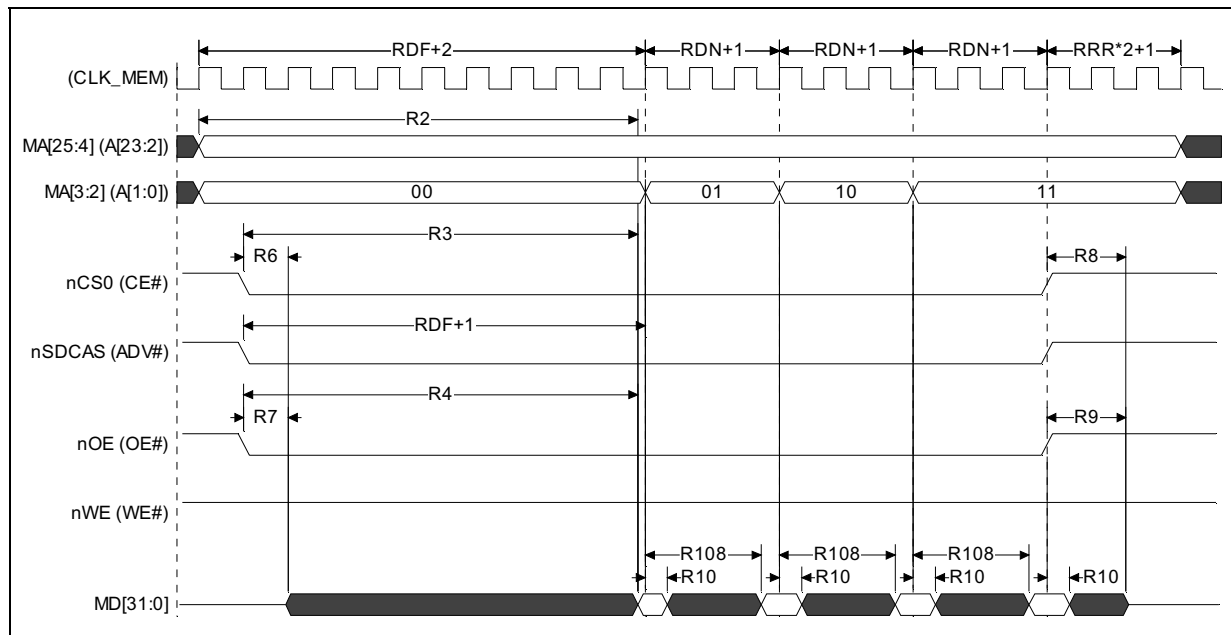 RDF+2 RDN+1 RDN+1 RDN+1 RRR*2+1
(CLK_MEM)
R2
MA[25:4] (A[23:2])
MA[3:2] (A[1:0]) 00 01 10 11
R3
R6 R8
nCS0 (CE#)
RDF+1
nSDCAS (ADV#)
R4
R7 R9
nOE (OE#)
nWE (WE#)
R108 R108 R108
R10 R10 R10 R10
MD[31:0]